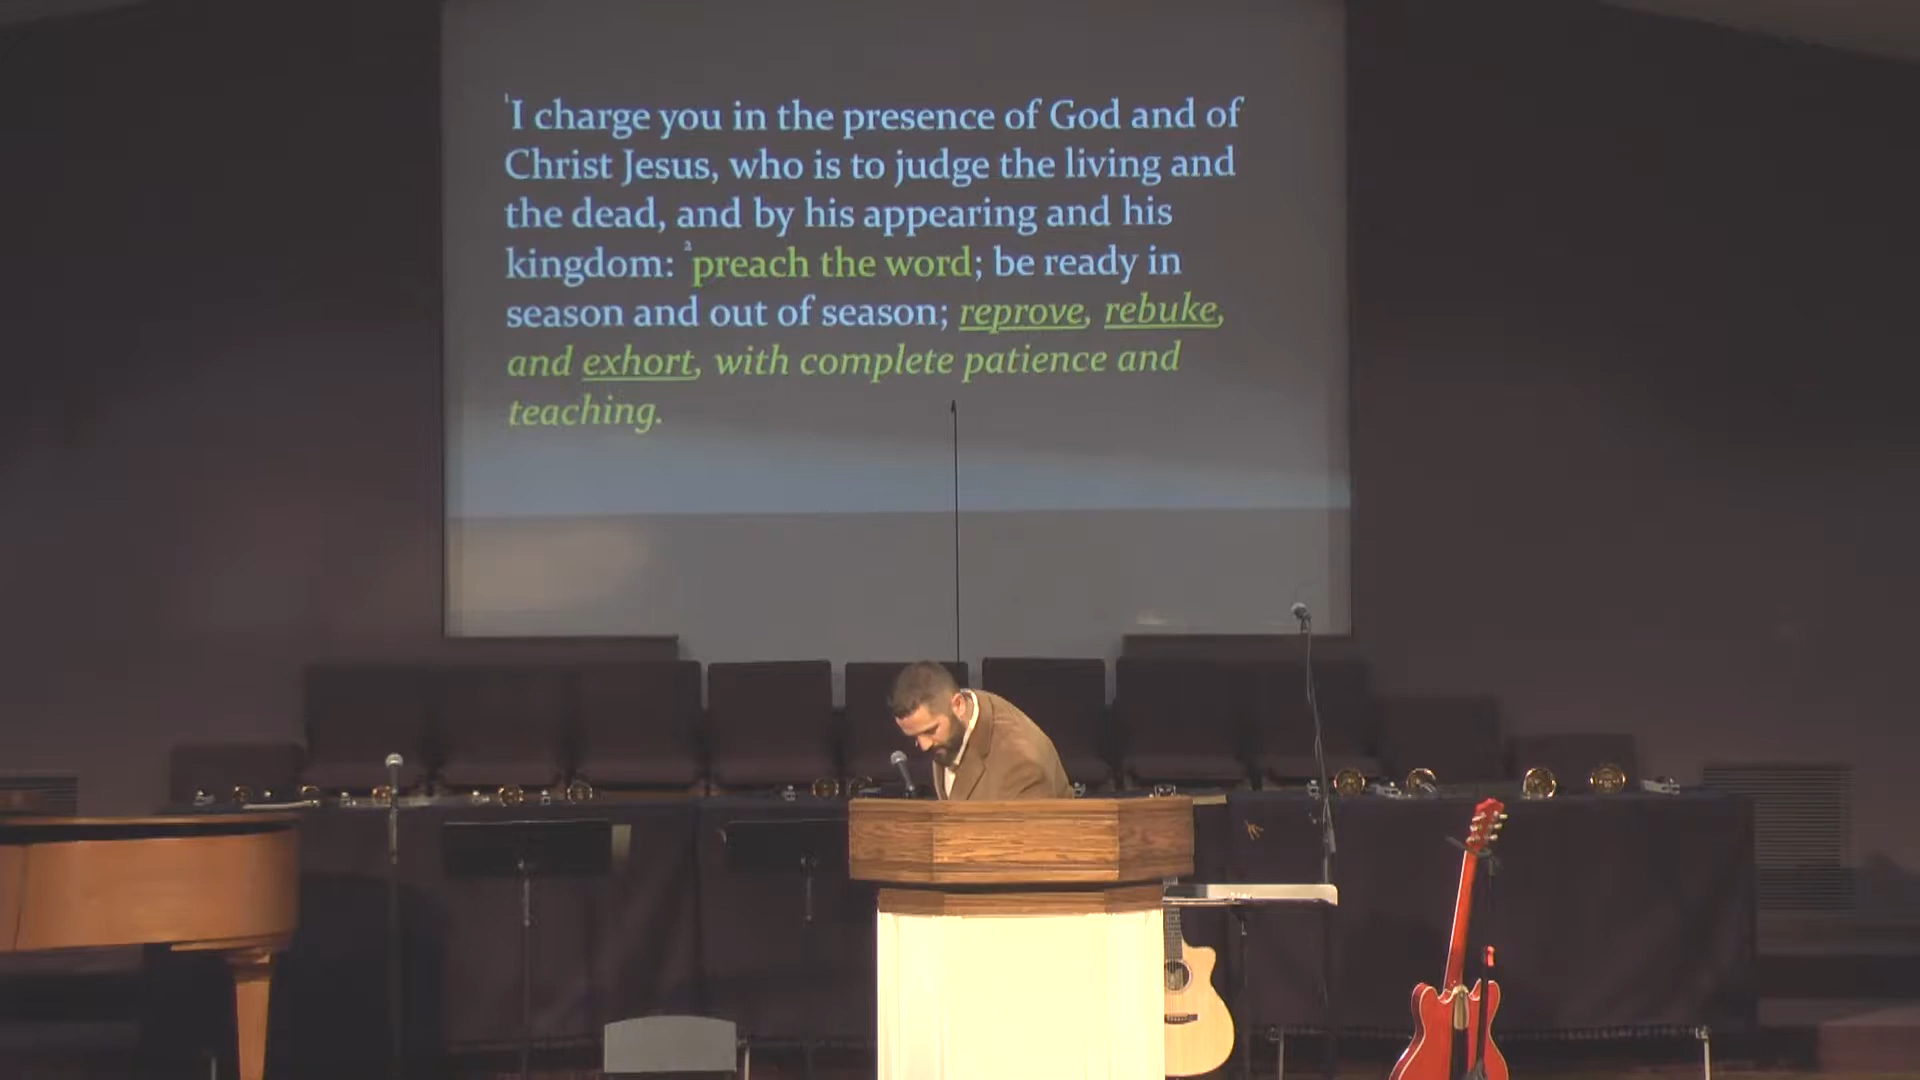 ¹I charge you in the presence of God and of
Christ Jesus, who is to judge the living and
the dead, and by his appearing and his
kingdom: ²preach the word; be ready in
season and out of season; reprove, rebuke,
and exhort, with complete patience and
teaching.